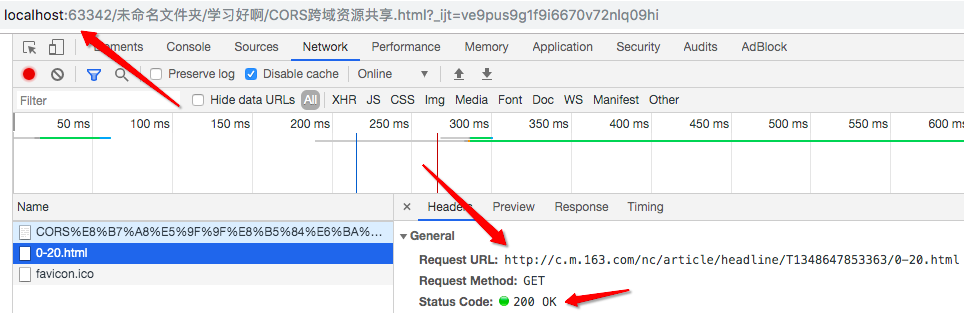 localhost:63342/未命名文件夹/学习好啊/CORS跨域资源共享.html?_ijt=ve9pus9g1f9i6670v72nlq09hi
Elements Console Sources Network Performance Memory Application Security Audits AdBlock
Preserve log Disable cache Online
Filter Hide data URLs All XHR JS CSS Img Media Font Doc WS Manifest Other
50 ms 100 ms 150 ms 200 ms 250 ms 300 ms 350 ms 400 ms 450 ms 500 ms 550 ms 600 ms
Name × Headers Preview Response Timing
CORS%E8%B7%A8%E5%9F%9F%E8%B5%84%E6%BA%...
General
0-20.html
Request URL: http://c.m.163.com/nc/article/headline/T1348647853363/0-20.html
favicon.ico
Request Method: GET
Status Code: 200 OK